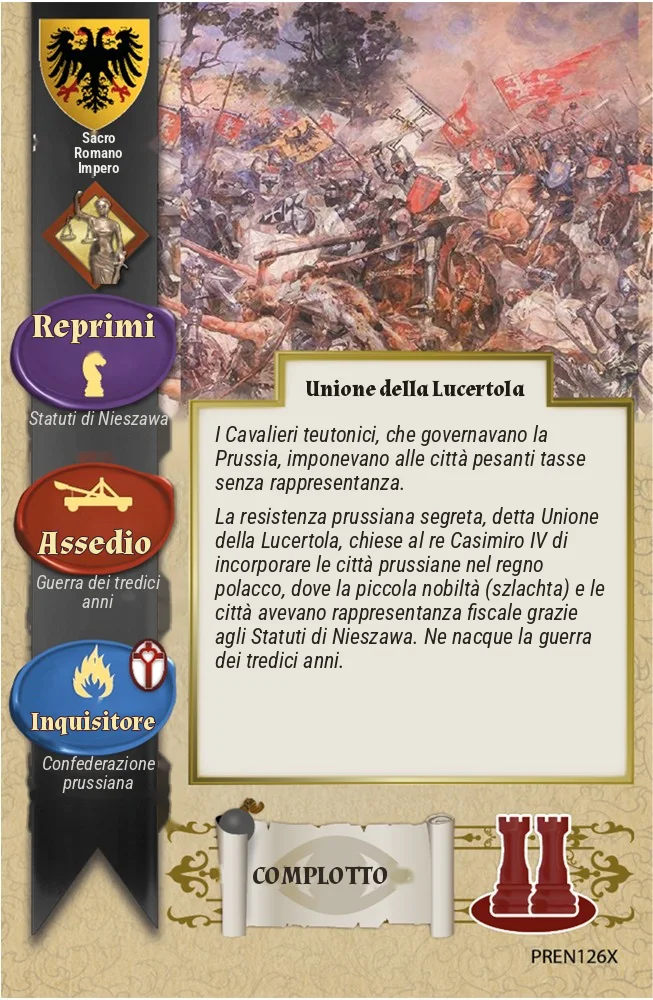 Sacro
Romano
Impero
Reprimi
Statuti di Nieszawa
Assedio
Guerra dei tredici
anni
Inquisitore
Confederazione
prussiana
Unione della Lucertola
I Cavalieri teutonici, che governavano la
Prussia, imponevano alle città pesanti tasse
senza rappresentanza.
La resistenza prussiana segreta, detta Unione
della Lucertola, chiese al re Casimiro IV di
incorporare le città prussiane nel regno
polacco, dove la piccola nobiltà (szlachta) e le
città avevano rappresentanza fiscale grazie
agli Statuti di Nieszawa. Ne nacque la guerra
dei tredici anni.
COMPLOTTO
PREN126X